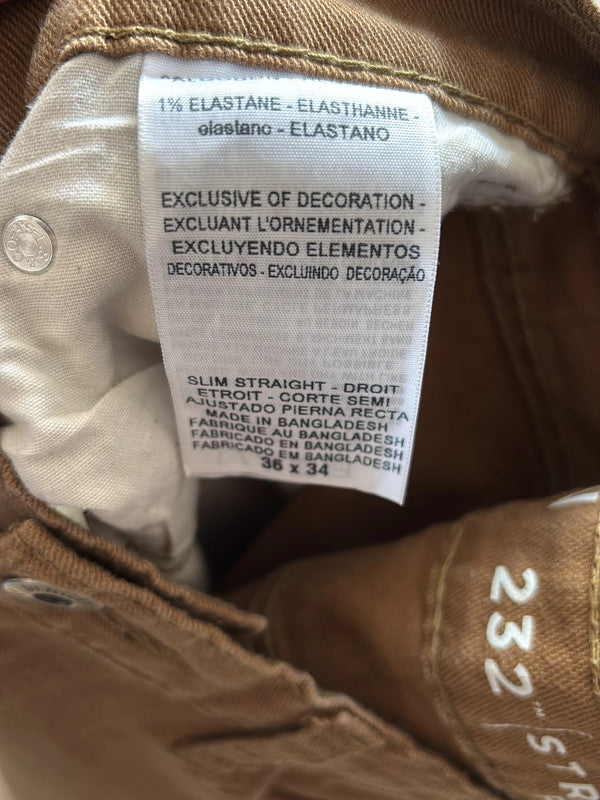 1% ELASTANE - ELASTHANNE -
elastano - ELASTANO
EXCLUSIVE OF DECORATION -
EXCLUANT L'ORNEMENTATION -
EXCLUYENDO ELEMENTOS
DECORATIVOS - EXCLUINDO DECORAÇÃO
SLIM STRAIGHT - DROIT
ETROIT - CORTE SEMI
AJUSTADO PIERNA RECTA
MADE IN BANGLADESH
FABRIQUE AU BANGLADESH
FABRICADO EN BANGLADESH
FABRICADO EM BANGLADESH
36 x 34
232™ /